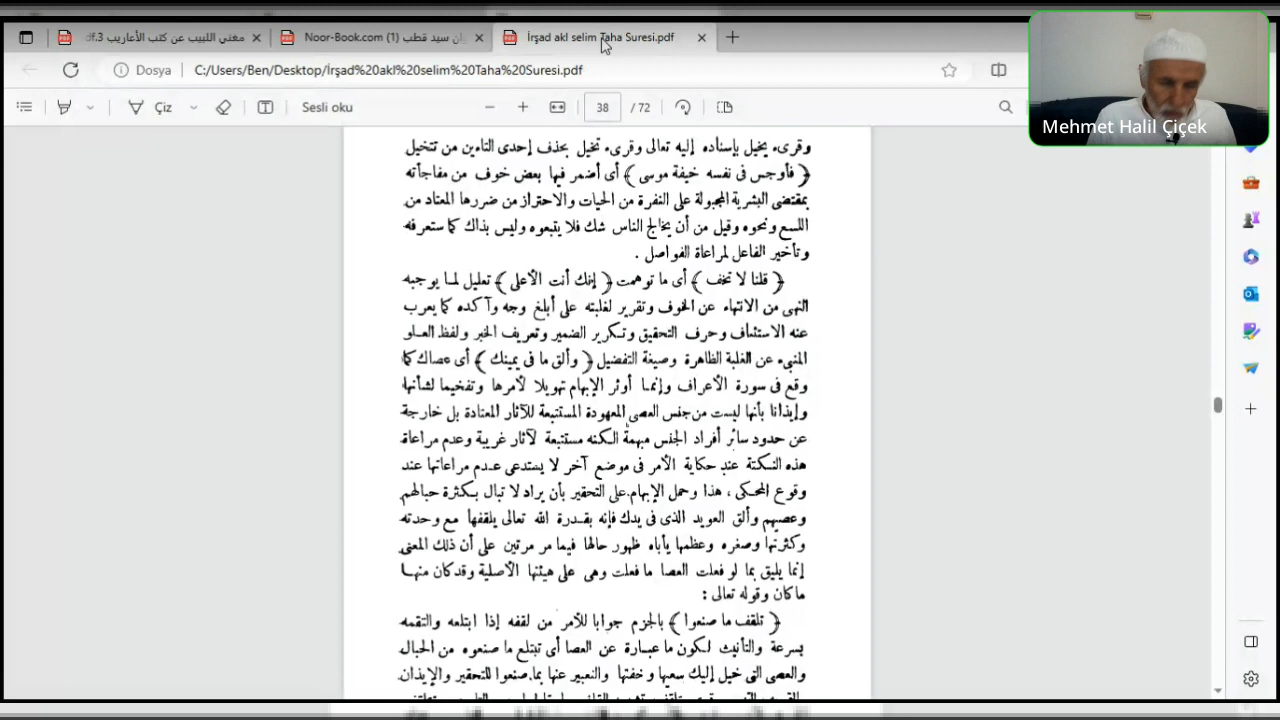 مغني اللبيب عن كتب الأعاريب 3.df
Noor-Book.com (1) ان سيد قطب
İrşad akl selim Taha Suresi.pdf
Dosya
C:/Users/Ben/Desktop/İrşad%20akl%20selim%20Taha%20Suresi.pdf
Çiz
Sesli oku
38 / 72
Mehmet Halil Çiçek
وقرىء يخيل بإسناده إليه تعالى وقرىء تخيل بحذف إحدى التاءين من تتخيل
﴿ فأوجس فى نفسه خيفة موسى ﴾ أى أضمر فيها بعض خوف من مفاجأته
بمقتضى البشرية المجبولة على النفرة من الحيات والاحتراز من ضررها المعتاد من
اللسع ونحوه وقيل من أن يخالج الناس شك فلا يتبعوه وليس بذاك كما ستعرفه
وتأخير الفاعل لمراعاة الفواصل .
﴿ قلنا لا تخف ﴾ أى ما توهمت ﴿ إنك أنت الأعلى ﴾ تعليل لما يوجبه
النهى من الانتهاء عن الخوف وتقرير لغلبته على أبلغ وجه وآكده كما يعرب
عنه الاستئناف وحرف التحقيق وتكرير الضمير وتعريف الخبر ولفظ العلو
المنبىء عن الغلبة الظاهرة وصيغة التفضيل ﴿ وألق ما فى يمينك ﴾ أى عصاك كما
وقع فى سورة الأعراف وإنما أوثر الإبهام تهويلا لأمرها وتفخيما لشأنها
وإيذانا بأنها ليست من جنس العصى المعهودة المستتبعة للآثار المعتادة بل خارجة
عن حدود سائر أفراد الجنس مبهمة الكنه مستتبعة لآثار غريبة وعدم مراعاة
هذه النكتة عند حكاية الأمر فى موضع آخر لا يستدعى عدم مراعاتها عند
وقوع المحكى ، هذا وحمل الإبهام على التحقير بأن يراد لا تبال بكثرة حبالهم
وعصيهم وألق العويد الذى فى يدك فإنه بقدرة الله تعالى يلقفها مع وحدته
وكثرتها وصغره وعظمها يأباه ظهور حالها فيما مر مرتين على أن ذلك المعنى
إنما يليق بما لو فعلت العصا ما فعلت وهى على هيئتها الأصلية وقد كان منها
ما كان وقوله تعالى :
﴿ تلقف ما صنعوا ﴾ بالجزم جوابا للأمر من لقفه إذا ابتلعه والتقمه
بسرعة والتأنيث لكون ما عبارة عن العصا أى تبتلع ما صنعوه من الحبال
والعصى التى خيل إليك سعيها وخفتها والتعبير عنها بما صنعوا للتحقير والإيذان